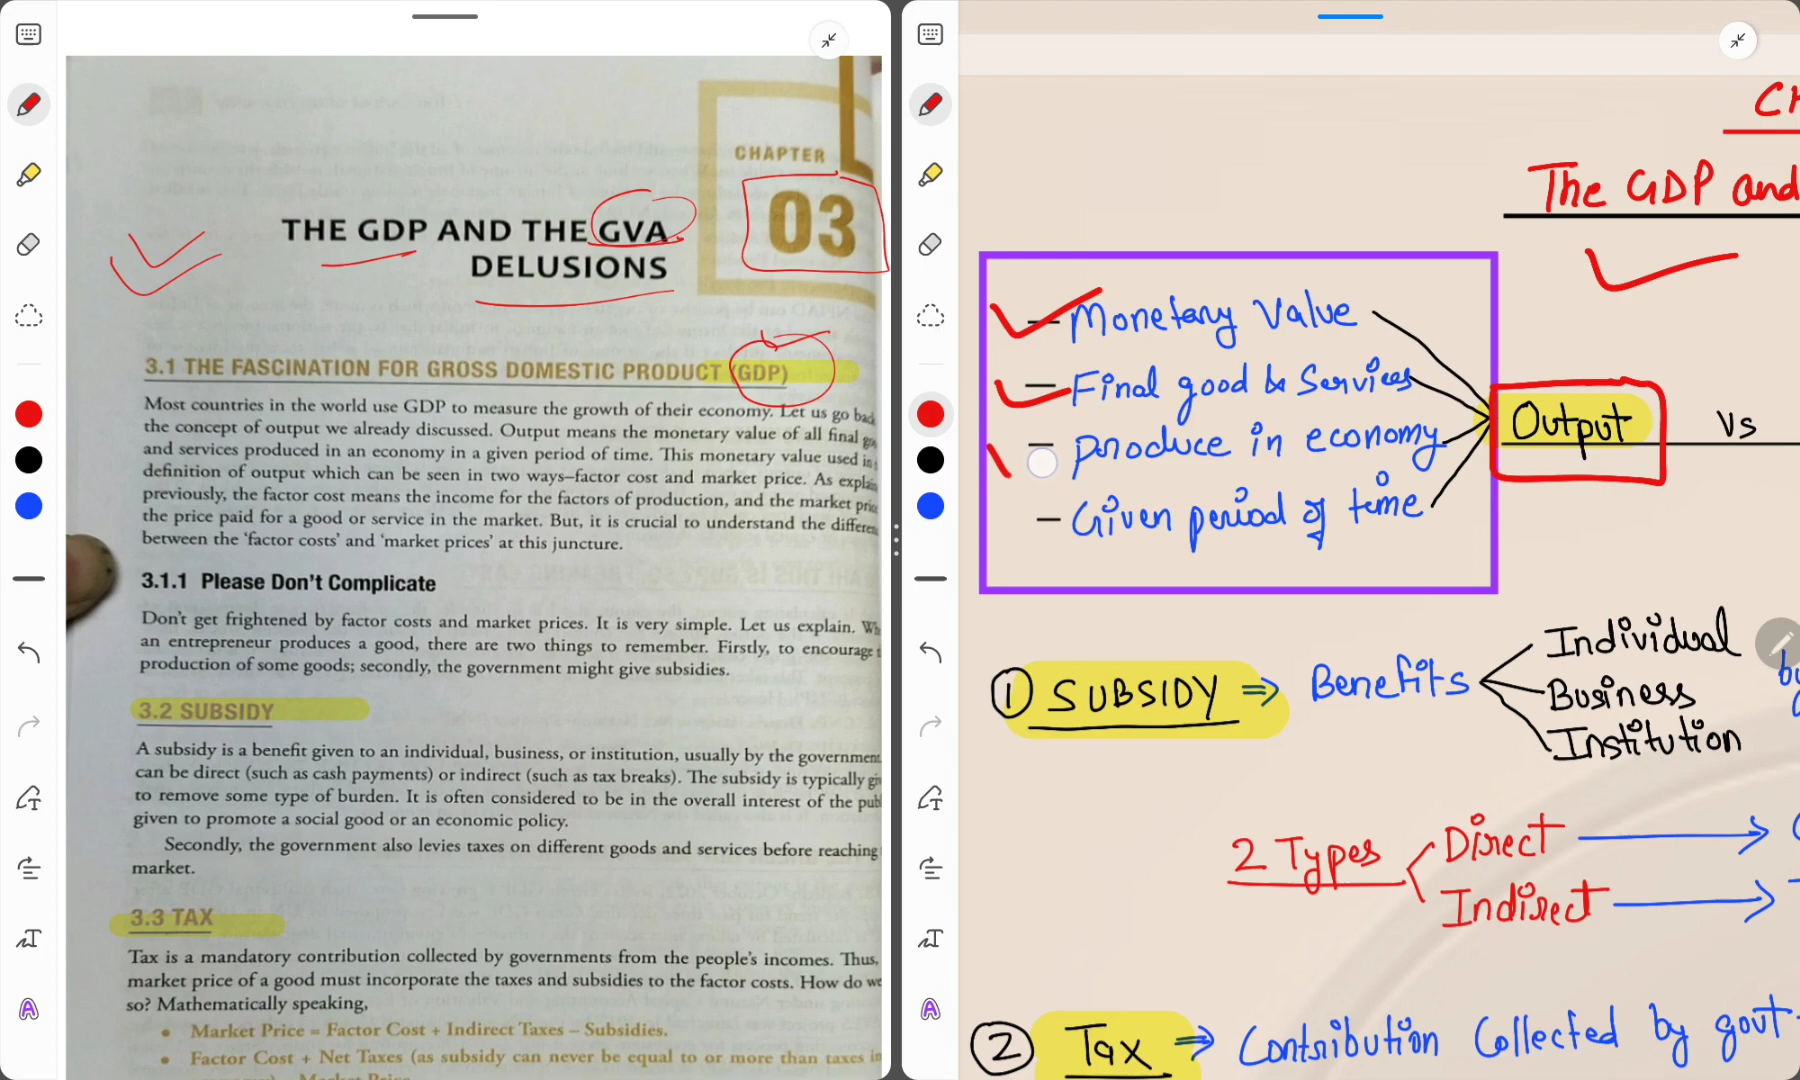 CHAPTER
03
THE GDP AND THE GVA
DELUSIONS
3.1 THE FASCINATION FOR GROSS DOMESTIC PRODUCT (GDP)
Most countries in the world use GDP to measure the growth of their economy. Let us go back
the concept of output we already discussed. Output means the monetary value of all final
and services produced in an economy in a given period of time. This monetary value used in
definition of output which can be seen in two ways–factor cost and market price. As
previously, the factor cost means the income for the factors of production, and the market
the price paid for a good or service in the market. But, it is crucial to understand the
between the ‘factor costs’ and ‘market prices’ at this juncture.
3.1.1 Please Don’t Complicate
Don’t get frightened by factor costs and market prices. It is very simple. Let us explain.
an entrepreneur produces a good, there are two things to remember. Firstly, to encourage
production of some goods; secondly, the government might give subsidies.
3.2 SUBSIDY
A subsidy is a benefit given to an individual, business, or institution, usually by the government
can be direct (such as cash payments) or indirect (such as tax breaks). The subsidy is typically
to remove some type of burden. It is often considered to be in the overall interest of the
given to promote a social good or an economic policy.
Secondly, the government also levies taxes on different goods and services before reaching
market.
3.3 TAX
Tax is a mandatory contribution collected by governments from the people’s incomes. Thus,
market price of a good must incorporate the taxes and subsidies to the factor costs. How do
so? Mathematically speaking,
• Market Price = Factor Cost + Indirect Taxes – Subsidies.
• Factor Cost + Net Taxes (as subsidy can never be equal to or more than taxes in
The GDP and
– Monetary Value
– Final good & Services
– Produce in economy
– Given period of time
Output Vs
① SUBSIDY ⇒ Benefits
Individual
Business
Institution
2 Types
Direct →
Indirect →
② Tax ⇒ Contribution Collected by govt-